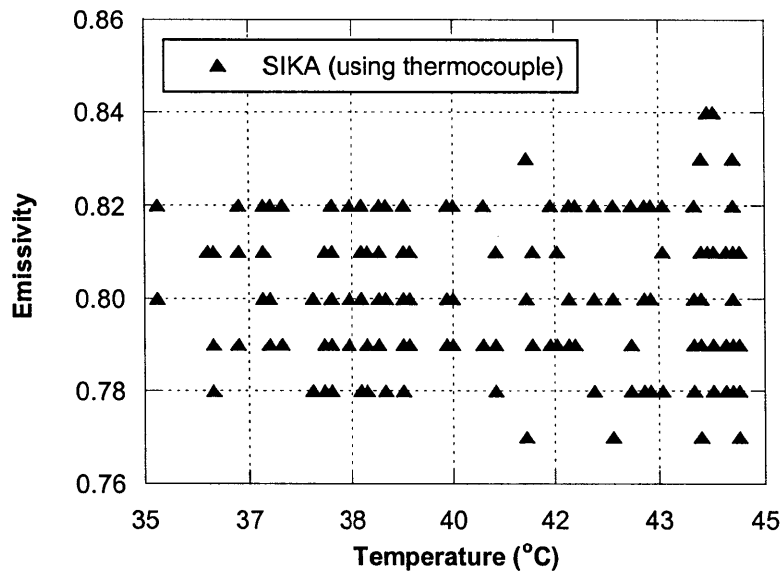 0.86
SIKA (using thermocouple)
0.84
0.82
0.80
0.78
0.76
Emissivity
35 37 38 40 42 43 45
Temperature (°C)